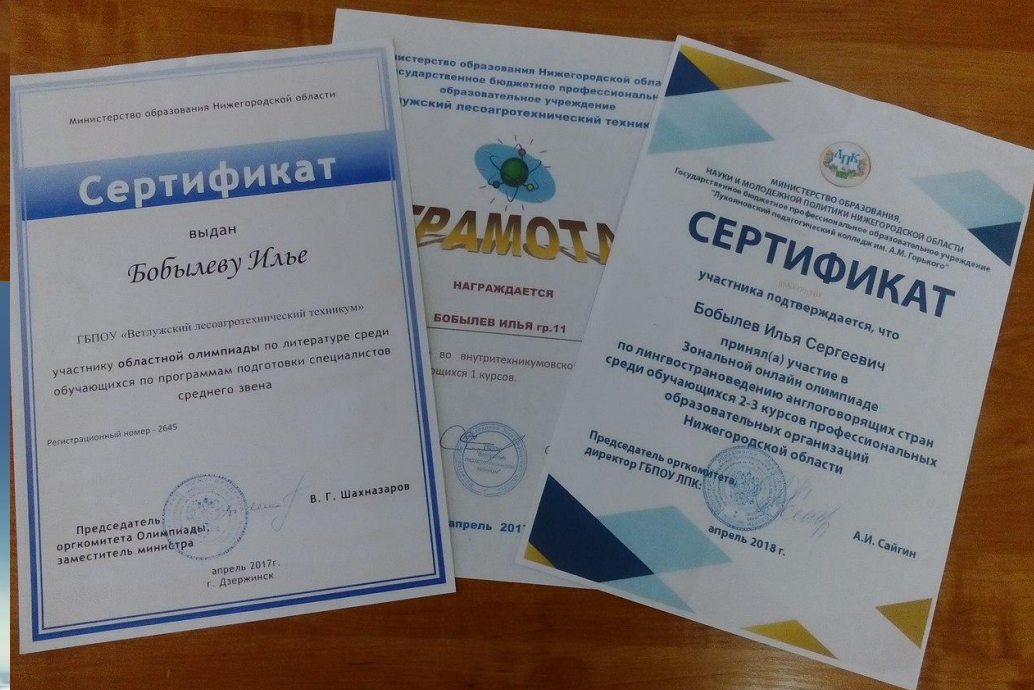 Министерство образования Нижегородской области
Сертификат
выдан
Бобылеву Илье
ГБПОУ «Ветлужский лесоагротехнический техникум»
участнику областной олимпиады по литературе среди
обучающихся по программам подготовки специалистов
среднего звена
Регистрационный номер - 2645
Председатель
оргкомитета Олимпиады,
заместитель министра
В. Г. Шахназаров
апрель 2017г.
г. Дзержинск
истерство образования Нижегородской обла
сударственное бюджетное профессиональн
образовательное учреждение
лужский лесоагротехнический техник
ГРАМОТА
НАГРАЖДАЕТСЯ
БОБЫЛЕВ ИЛЬЯ гр.11
во внутритехникумовско
ющихся 1 курсов.
апрель 201
ЛПК
МИНИСТЕРСТВО ОБРАЗОВАНИЯ,
НАУКИ И МОЛОДЕЖНОЙ ПОЛИТИКИ НИЖЕГОРОДСКОЙ ОБЛАСТИ
Государственное бюджетное профессиональное образовательное учреждение
"Лукояновский педагогический колледж им. А.М. Горького"
СЕРТИФИКАТ
участника подтверждается, что
Бобылев Илья Сергеевич
принял(а) участие в
Зональной онлайн олимпиаде
по лингвострановедению англоговорящих стран
среди обучающихся 2-3 курсов профессиональных
образовательных организаций
Нижегородской области
Председатель оргкомитета,
директор ГБПОУ ЛПК:
А.И. Сайгин
апрель 2018 г.